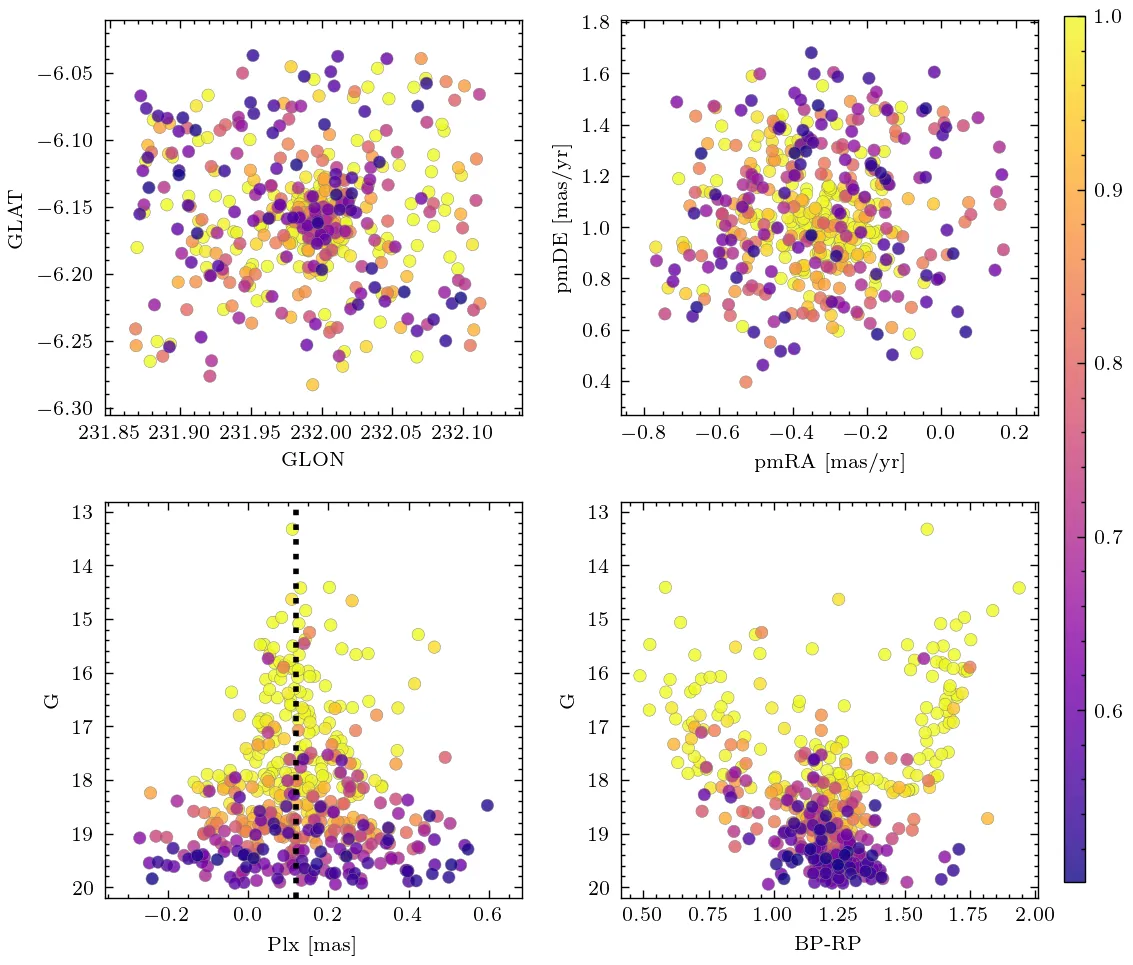 −6.05
−6.10
−6.15
−6.20
−6.25
−6.30
GLAT
231.85 231.90 231.95 232.00 232.05 232.10
GLON
1.8
1.6
1.4
1.2
1.0
0.8
0.6
0.4
pmDE [mas/yr]
−0.8 −0.6 −0.4 −0.2 0.0 0.2
pmRA [mas/yr]
13
14
15
16
17
18
19
20
G
−0.2 0.0 0.2 0.4 0.6
Plx [mas]
13
14
15
16
17
18
19
20
G
0.50 0.75 1.00 1.25 1.50 1.75 2.00
BP-RP
1.0
0.9
0.8
0.7
0.6